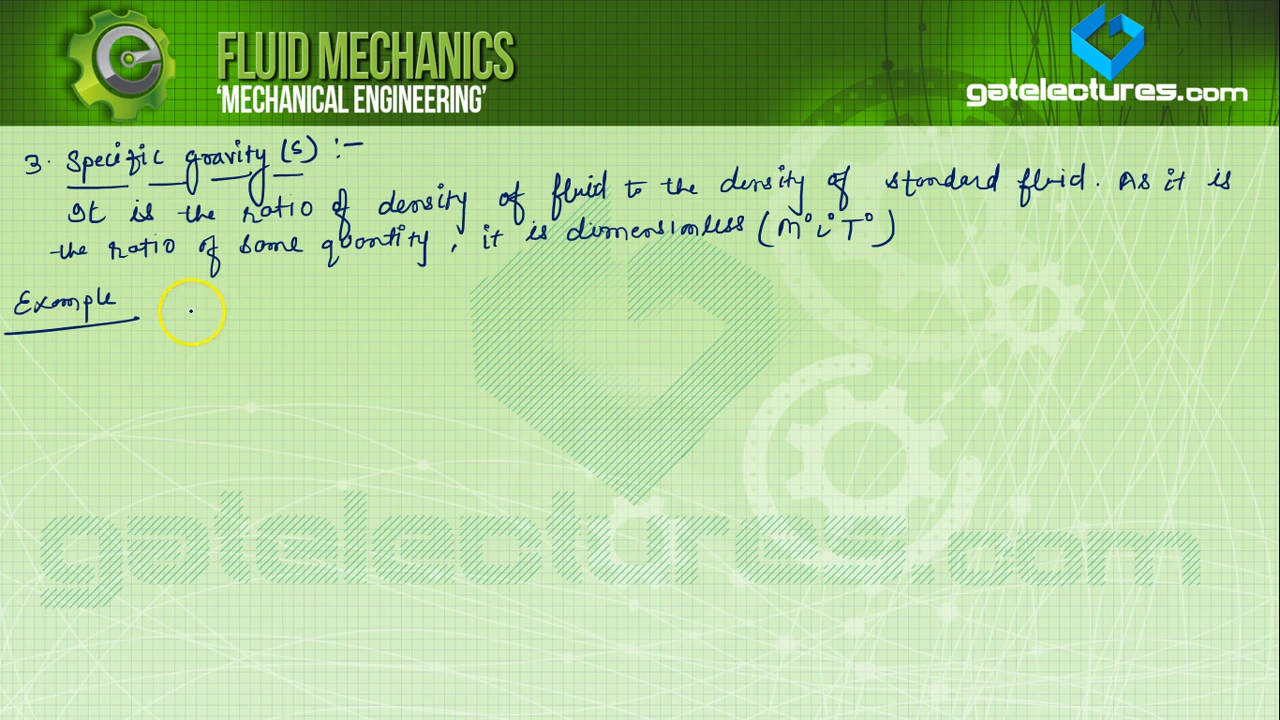 FLUID MECHANICS
'MECHANICAL ENGINEERING'
gatelectures.com
3. Specific gravity (s) :-
It is the ratio of density of fluid to the density of standard fluid. As it is
the ratio of same quantity, it is dimensionless (M° L° T°)
Example
gatelectures.com